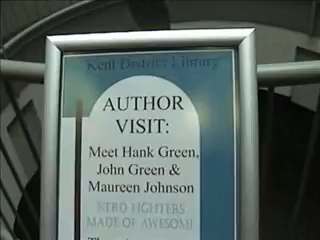 Kent District Library
AUTHOR
VISIT:
Meet Hank Green,
John Green &
Maureen Johnson
NERD FIGHTERS
MADE OF AWESOME